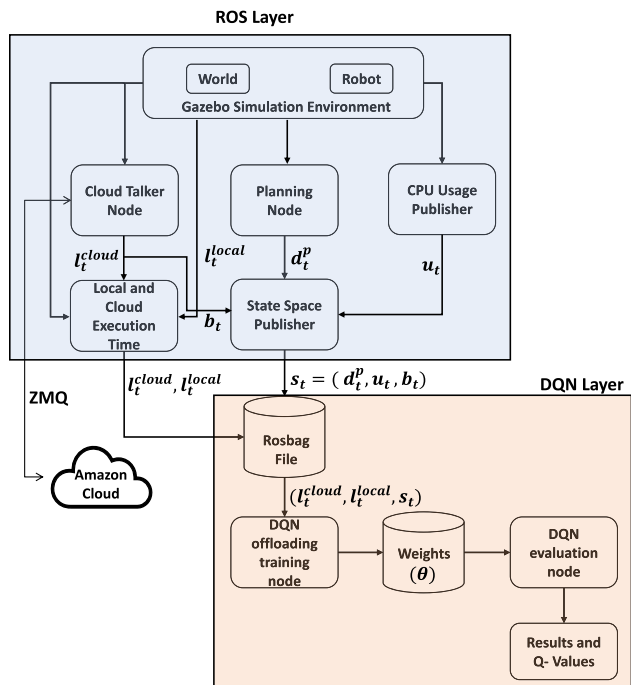 ROS Layer
World
Robot
Gazebo Simulation Environment
Cloud Talker
Node
Planning
Node
CPU Usage
Publisher
l_t^{cloud}
l_t^{local}
d_t^p
u_t
Local and
Cloud
Execution
Time
b_t
State Space
Publisher
l_t^{cloud}, l_t^{local}
s_t = ( d_t^p, u_t, b_t)
DQN Layer
ZMQ
Rosbag
File
Amazon
Cloud
(l_t^{cloud}, l_t^{local}, s_t)
DQN
offloading
training
node
Weights
(θ)
DQN
evaluation
node
Results and
Q- Values